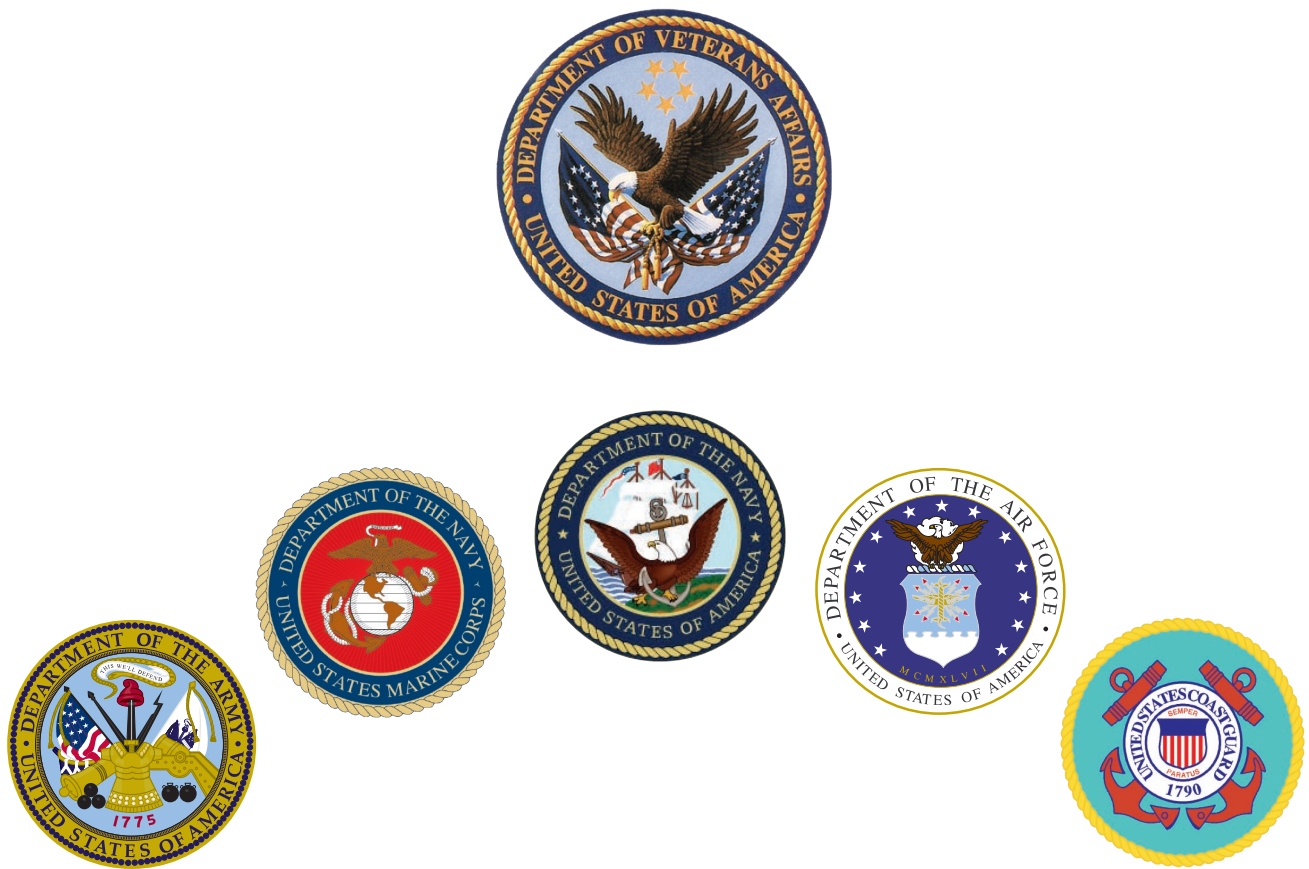 DEPARTMENT OF VETERANS AFFAIRS
UNITED STATES OF AMERICA
DEPARTMENT OF THE ARMY
UNITED STATES OF AMERICA
THIS WE'LL DEFEND
1775
DEPARTMENT OF THE NAVY
UNITED STATES MARINE CORPS
DEPARTMENT OF THE NAVY
UNITED STATES OF AMERICA
DEPARTMENT OF THE AIR FORCE
UNITED STATES OF AMERICA
MCMXLVII
UNITED STATES COAST GUARD
SEMPER
PARATUS
1790